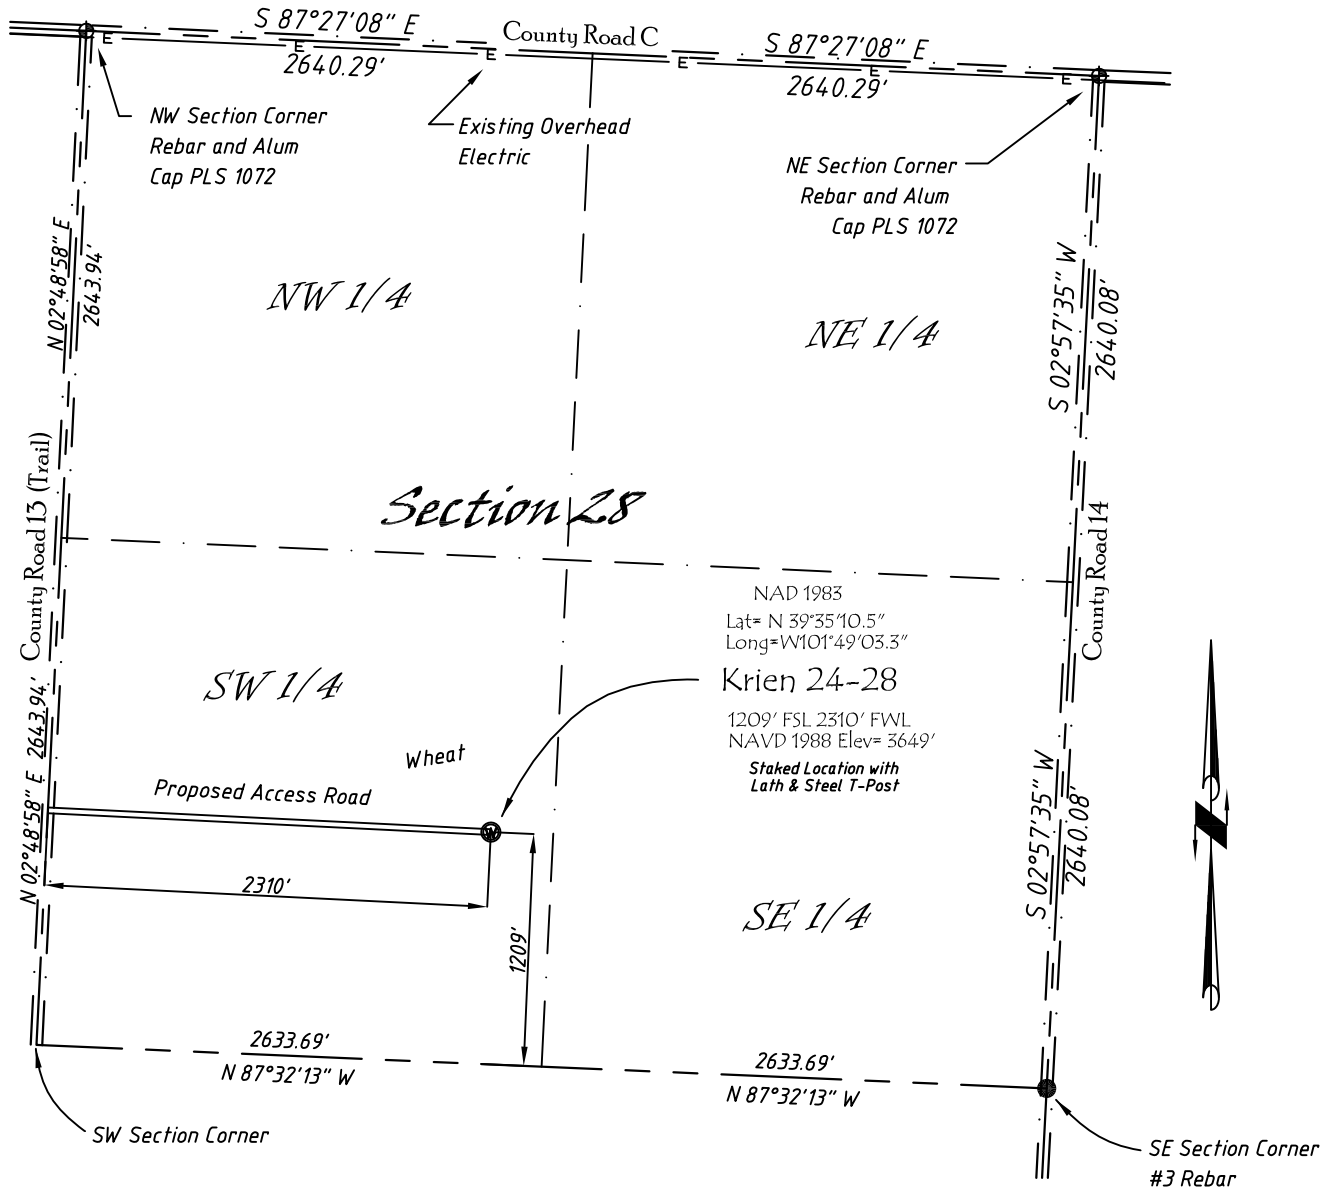 S 87°27'08" E
County Road C
S 87°27'08" E
2640.29'
2640.29'
E
E
E
E
E
E
NW Section Corner
Rebar and Alum
Cap PLS 1072
Existing Overhead
Electric
NE Section Corner
Rebar and Alum
Cap PLS 1072
N 02°48'58" E
2643.94'
S 02°57'35" W
2640.08'
NW 1/4
NE 1/4
County Road 13 (Trail)
Section 28
County Road 14
NAD 1983
Lat= N 39°35'10.5"
Long=W101°49'03.3"
Krien 24-28
1209' FSL 2310' FWL
NAVD 1988 Elev= 3649'
Staked Location with
Lath & Steel T-Post
SW 1/4
Wheat
Proposed Access Road
W
N 02°48'58" E 2643.94'
2310'
1209'
SE 1/4
S 02°57'35" W
2640.08'
2633.69'
N 87°32'13" W
2633.69'
N 87°32'13" W
SW Section Corner
SE Section Corner
#3 Rebar